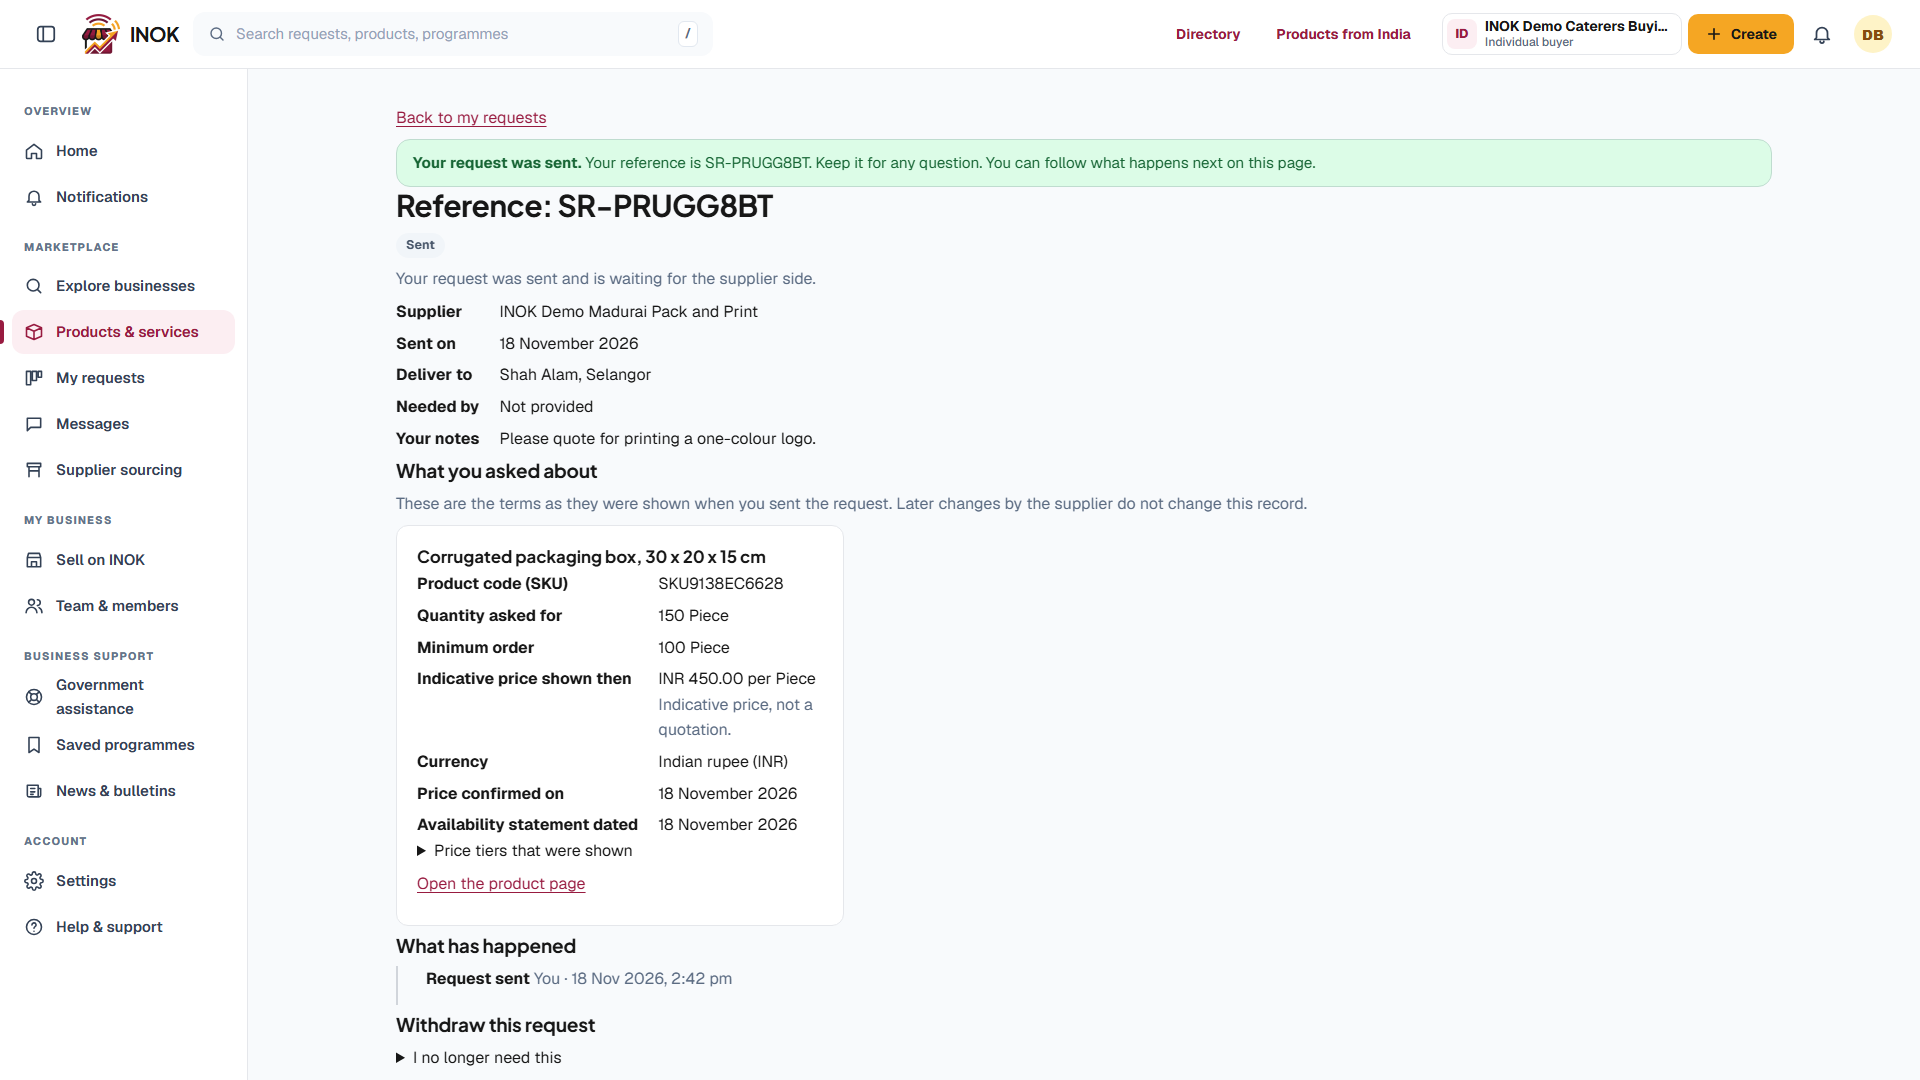 INOK
Search requests, products, programmes
/
Directory
Products from India
ID
INOK Demo Caterers Buyi...
Individual buyer
Create
DB
OVERVIEW
Home
Notifications
MARKETPLACE
Explore businesses
Products & services
My requests
Messages
Supplier sourcing
MY BUSINESS
Sell on INOK
Team & members
BUSINESS SUPPORT
Government
assistance
Saved programmes
News & bulletins
ACCOUNT
Settings
Help & support
Back to my requests
Your request was sent. Your reference is SR-PRUGG8BT. Keep it for any question. You can follow what happens next on this page.
Reference: SR-PRUGG8BT
Sent
Your request was sent and is waiting for the supplier side.
Supplier INOK Demo Madurai Pack and Print
Sent on 18 November 2026
Deliver to Shah Alam, Selangor
Needed by Not provided
Your notes Please quote for printing a one-colour logo.
What you asked about
These are the terms as they were shown when you sent the request. Later changes by the supplier do not change this record.
Corrugated packaging box, 30 x 20 x 15 cm
Product code (SKU) SKU9138EC6628
Quantity asked for 150 Piece
Minimum order 100 Piece
Indicative price shown then INR 450.00 per Piece
Indicative price, not a
quotation.
Currency Indian rupee (INR)
Price confirmed on 18 November 2026
Availability statement dated 18 November 2026
Price tiers that were shown
Open the product page
What has happened
Request sent You · 18 Nov 2026, 2:42 pm
Withdraw this request
I no longer need this